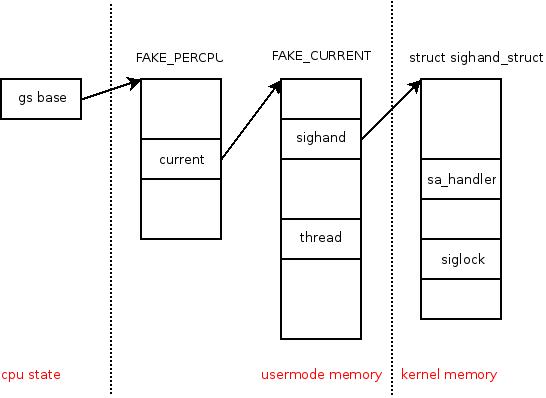 FAKE_PERCPU
FAKE_CURRENT
struct sighand_struct
gs base
sighand
current
sa_handler
thread
siglock
cpu state
usermode memory
kernel memory